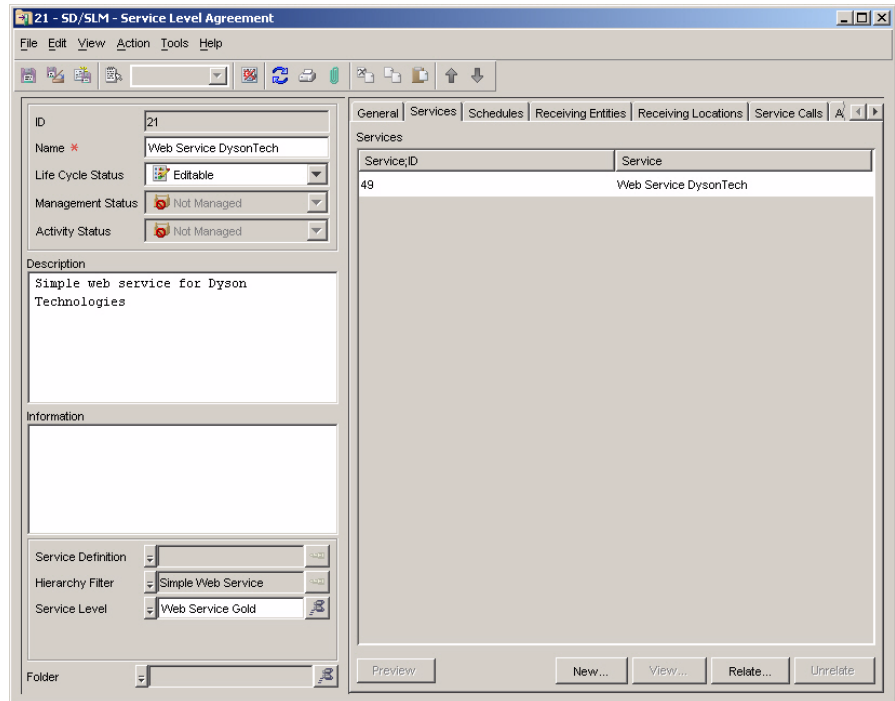 21 - SD/SLM - Service Level Agreement
File Edit View Action Tools Help
ID 21
Name * Web Service DysonTech
Life Cycle Status Editable
Management Status Not Managed
Activity Status Not Managed
Description
Simple web service for Dyson
Technologies
Information
Service Definition
Hierarchy Filter Simple Web Service
Service Level Web Service Gold
Folder
General Services Schedules Receiving Entities Receiving Locations Service Calls
Services
Service;ID Service
49 Web Service DysonTech
Preview New... View... Relate... Unrelate